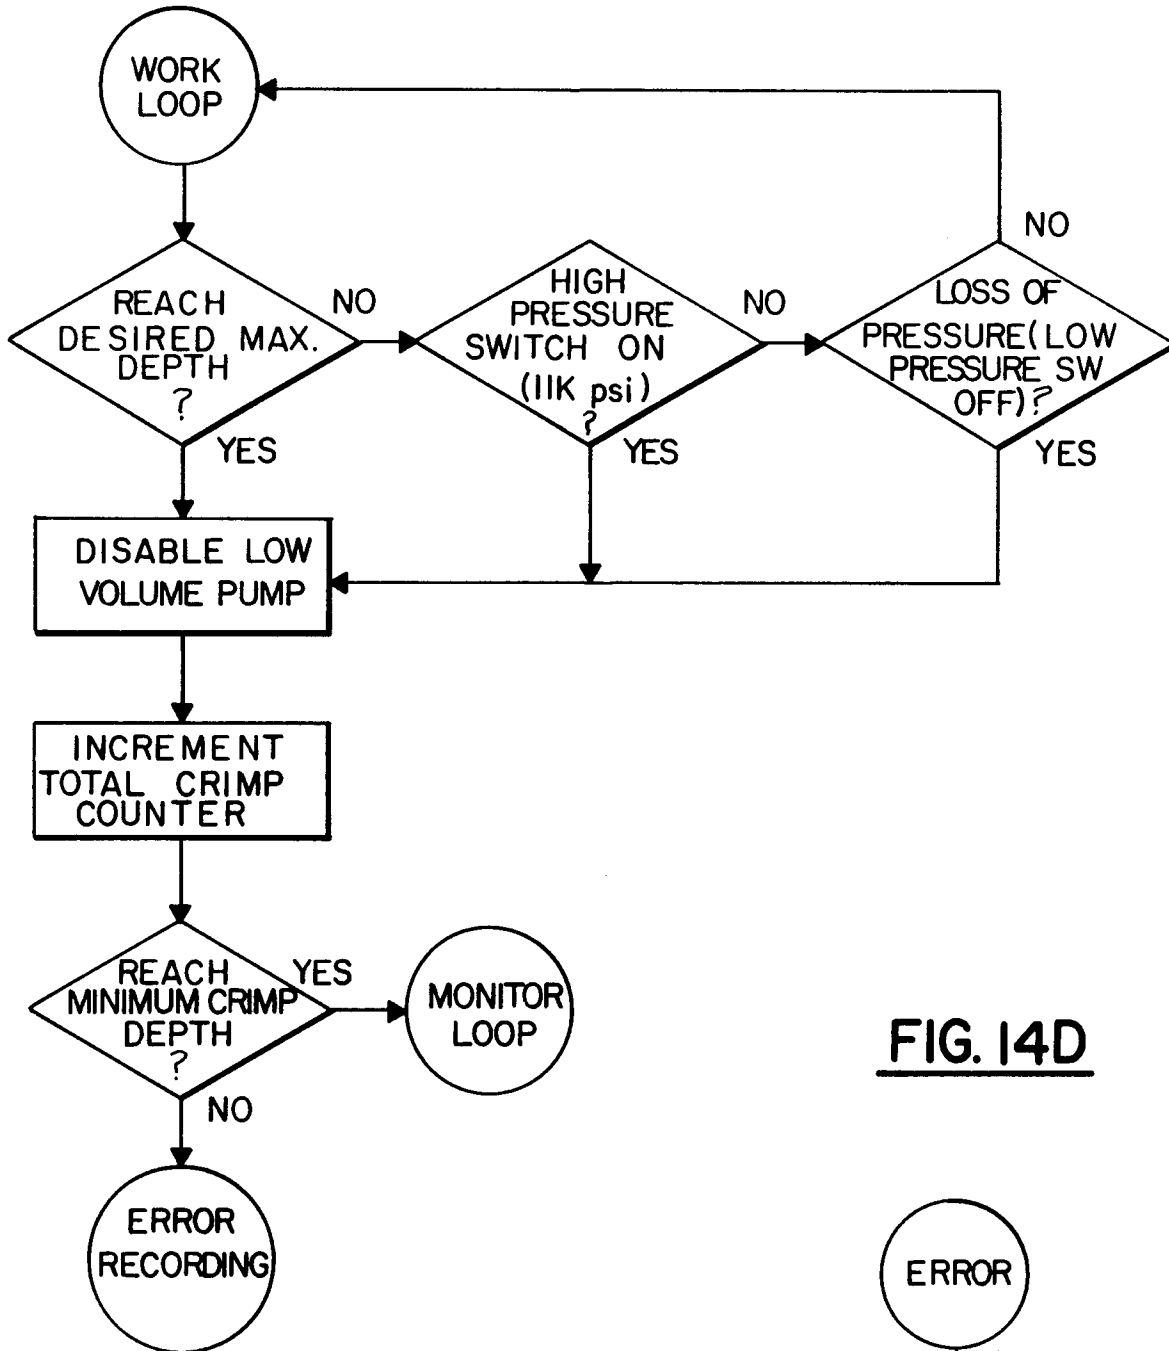 WORK
LOOP
REACH
DESIRED MAX.
DEPTH
?
NO
YES
HIGH
PRESSURE
SWITCH ON
(11K psi)
?
NO
YES
LOSS OF
PRESSURE(LOW
PRESSURE SW
OFF)?
NO
YES
DISABLE LOW
VOLUME PUMP
INCREMENT
TOTAL CRIMP
COUNTER
REACH
MINIMUM CRIMP
DEPTH
?
YES
NO
MONITOR
LOOP
ERROR
RECORDING
FIG. 14D
ERROR